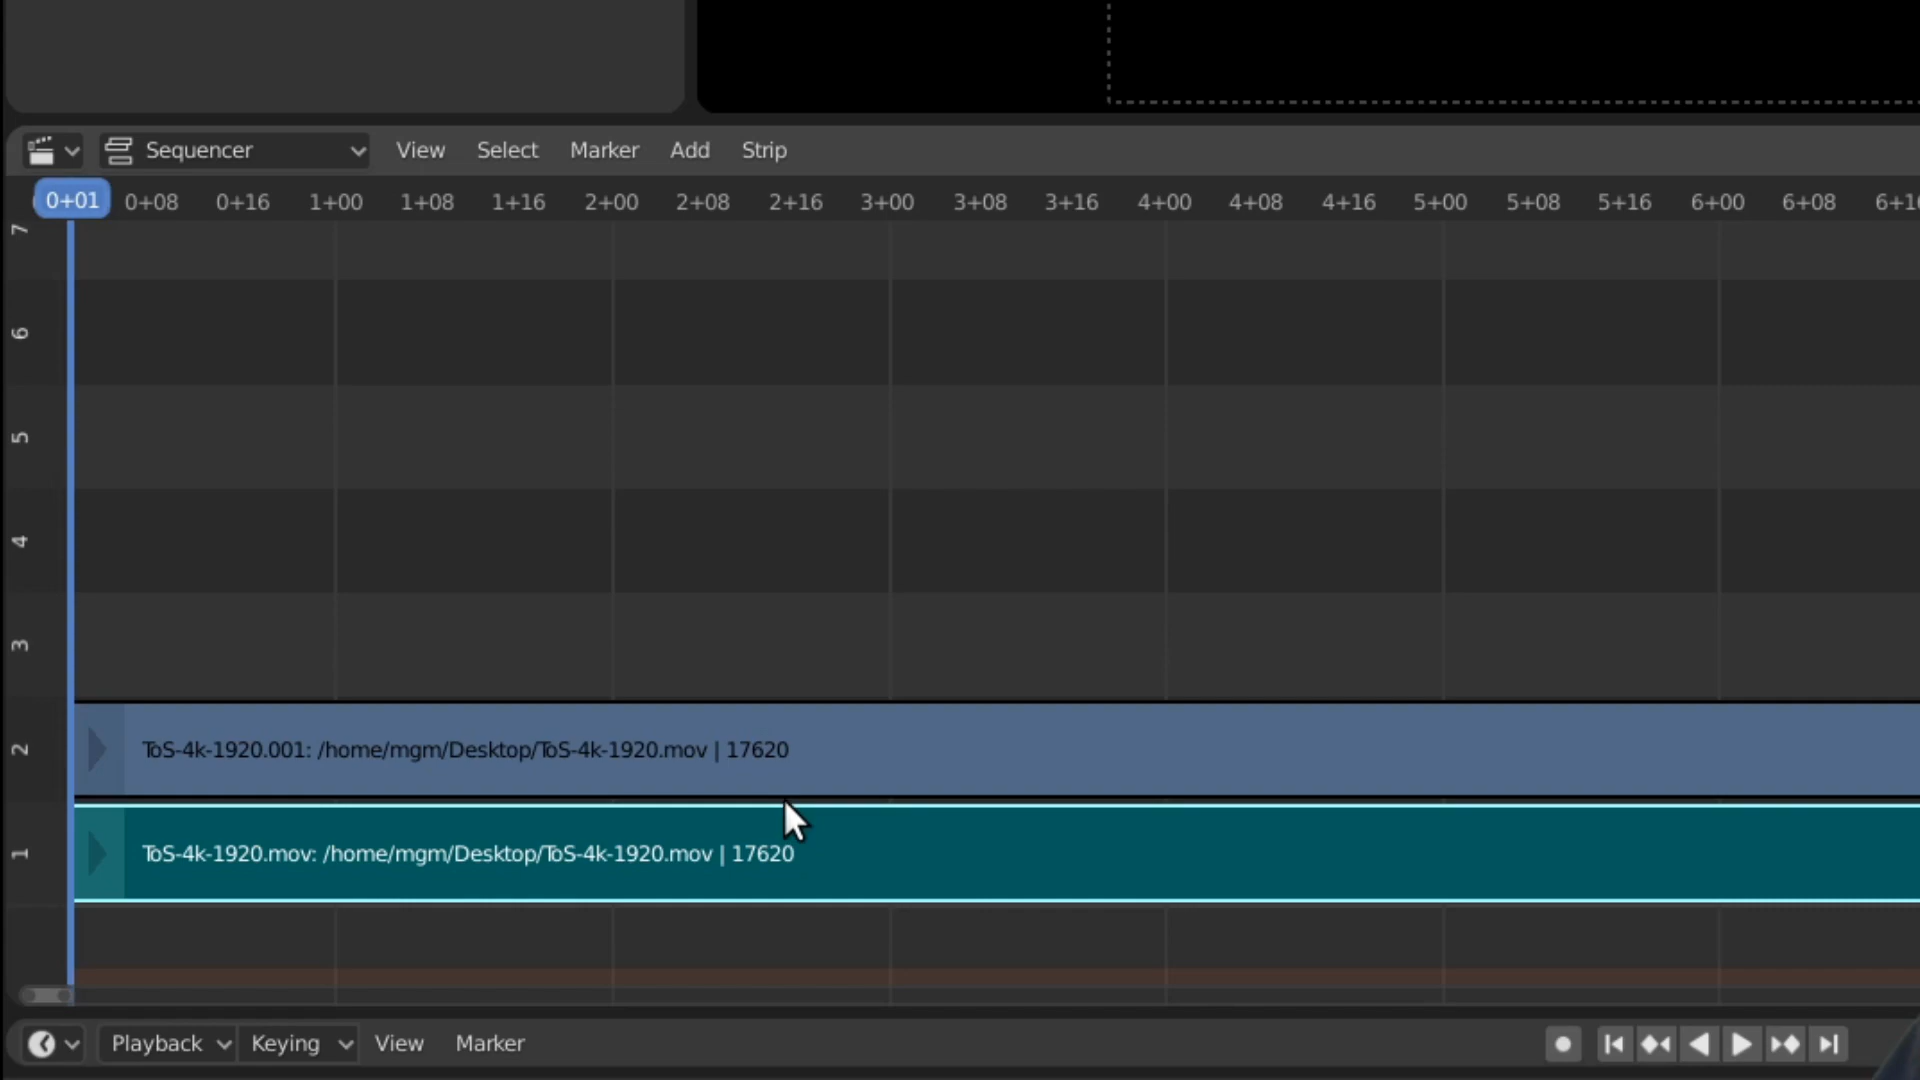 Sequencer View Select Marker Add Strip
0+01 0+08 0+16 1+00 1+08 1+16 2+00 2+08 2+16 3+00 3+08 3+16 4+00 4+08 4+16 5+00 5+08 5+16 6+00 6+08
7
6
5
4
3
2 ToS-4k-1920.001: /home/mgm/Desktop/ToS-4k-1920.mov | 17620
1 ToS-4k-1920.mov: /home/mgm/Desktop/ToS-4k-1920.mov | 17620
Playback Keying View Marker